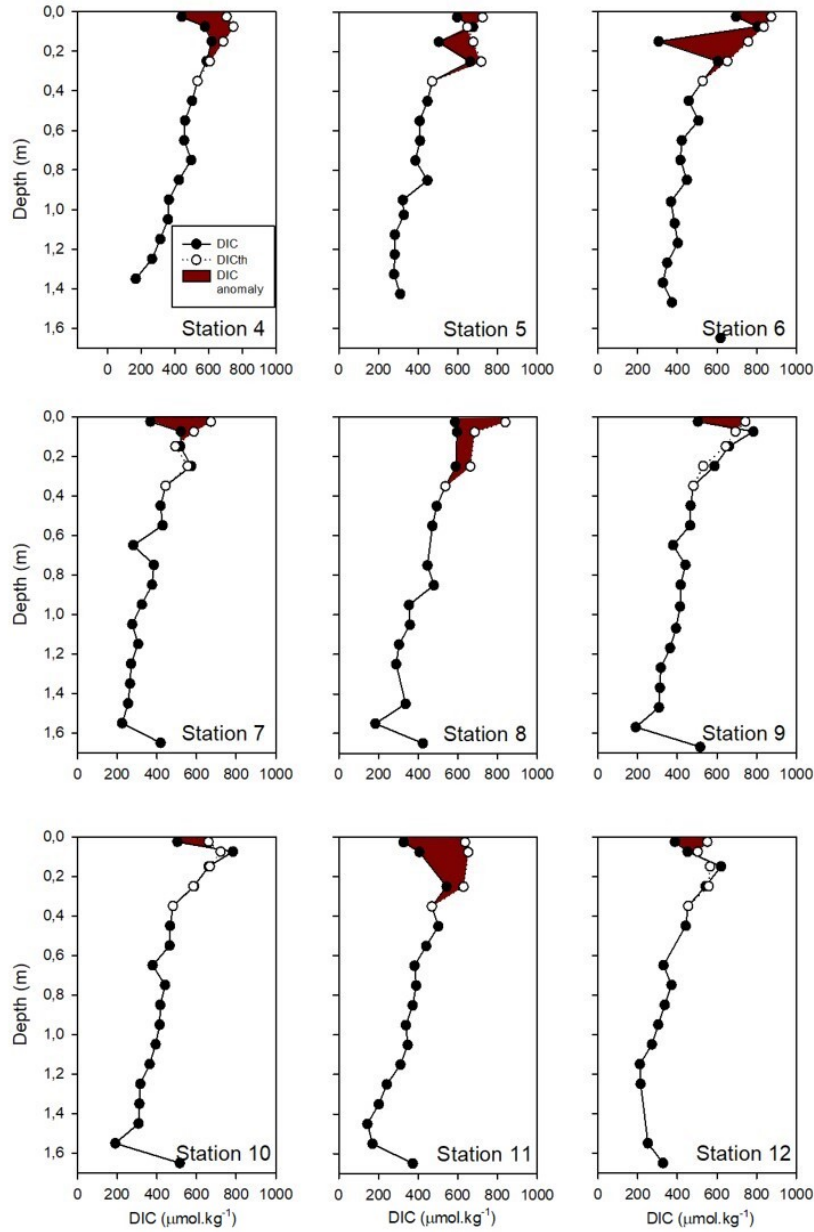 0,0
0,2
0,4
0,6
0,8
1,0
1,2
1,4
1,6
Depth (m)
DIC
DICth
DIC
anomaly
Station 4
Station 5
Station 6
0 200 400 600 800 1000
0 200 400 600 800 1000
0 200 400 600 800 1000
0,0
0,2
0,4
0,6
0,8
1,0
1,2
1,4
1,6
Depth (m)
Station 7
Station 8
Station 9
0 200 400 600 800 1000
0 200 400 600 800 1000
0 200 400 600 800 1000
0,0
0,2
0,4
0,6
0,8
1,0
1,2
1,4
1,6
Depth (m)
Station 10
Station 11
Station 12
0 200 400 600 800 1000
0 200 400 600 800 1000
0 200 400 600 800 1000
DIC (µmol.kg⁻¹)
DIC (µmol.kg⁻¹)
DIC (µmol.kg⁻¹)